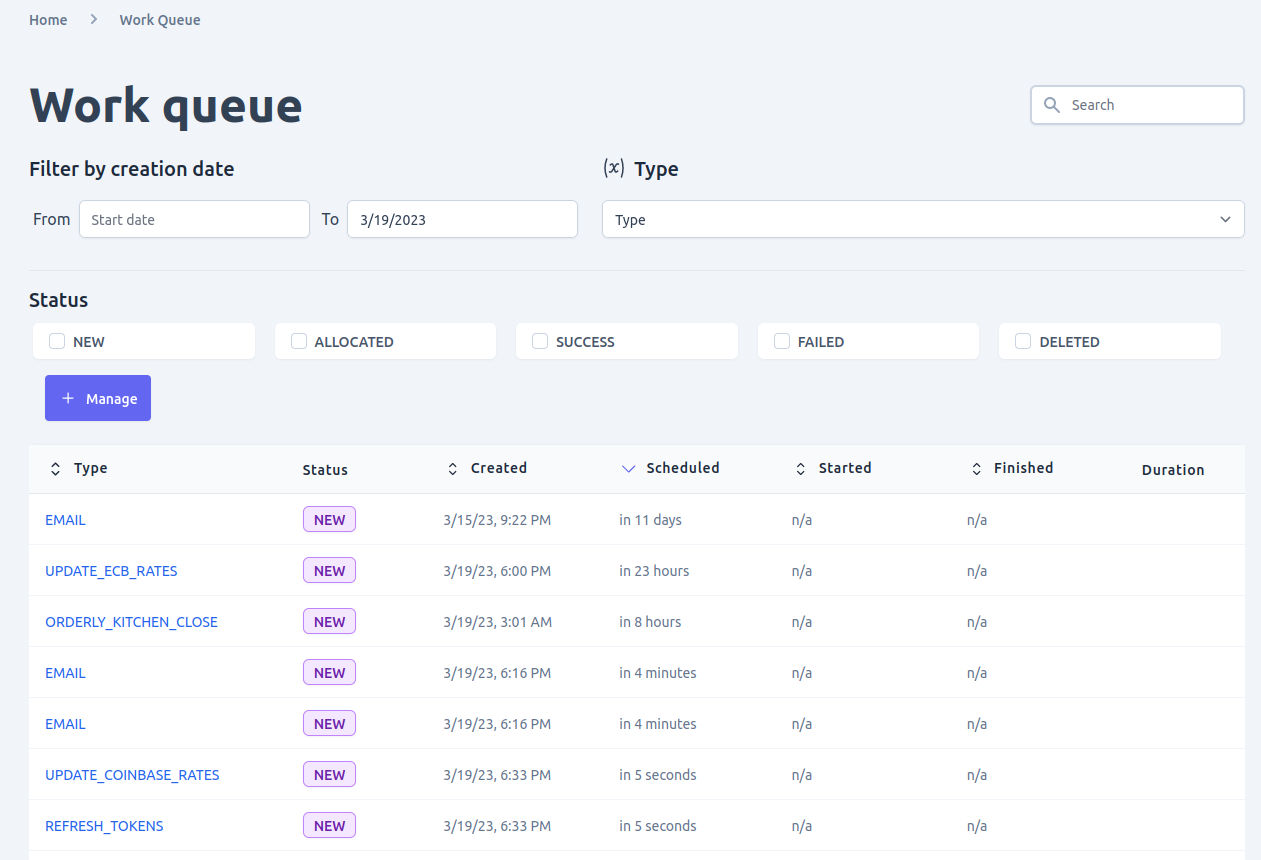 Home > Work Queue
Work queue
Search
Filter by creation date
(x) Type
From Start date To 3/19/2023
Type
Status
NEW ALLOCATED SUCCESS FAILED DELETED
+ Manage
Type Status Created Scheduled Started Finished Duration
EMAIL NEW 3/15/23, 9:22 PM in 11 days n/a n/a
UPDATE_ECB_RATES NEW 3/19/23, 6:00 PM in 23 hours n/a n/a
ORDERLY_KITCHEN_CLOSE NEW 3/19/23, 3:01 AM in 8 hours n/a n/a
EMAIL NEW 3/19/23, 6:16 PM in 4 minutes n/a n/a
EMAIL NEW 3/19/23, 6:16 PM in 4 minutes n/a n/a
UPDATE_COINBASE_RATES NEW 3/19/23, 6:33 PM in 5 seconds n/a n/a
REFRESH_TOKENS NEW 3/19/23, 6:33 PM in 5 seconds n/a n/a